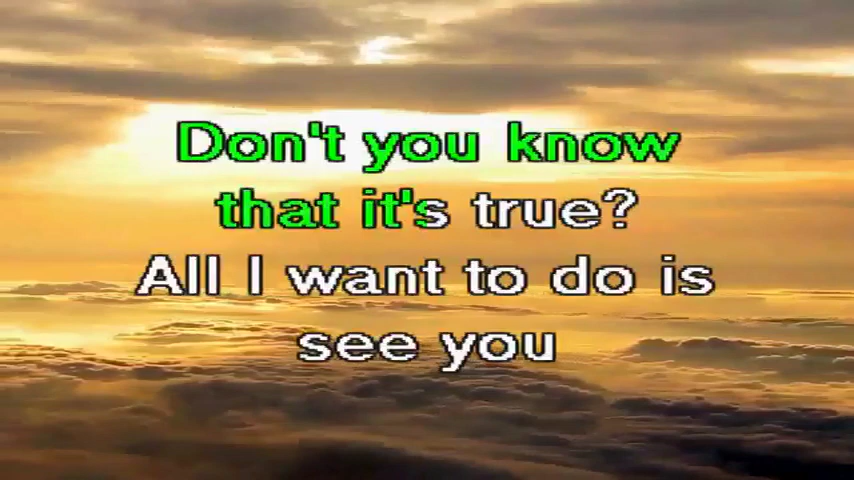 Don't you know
that it's true?
All I want to do is
see you